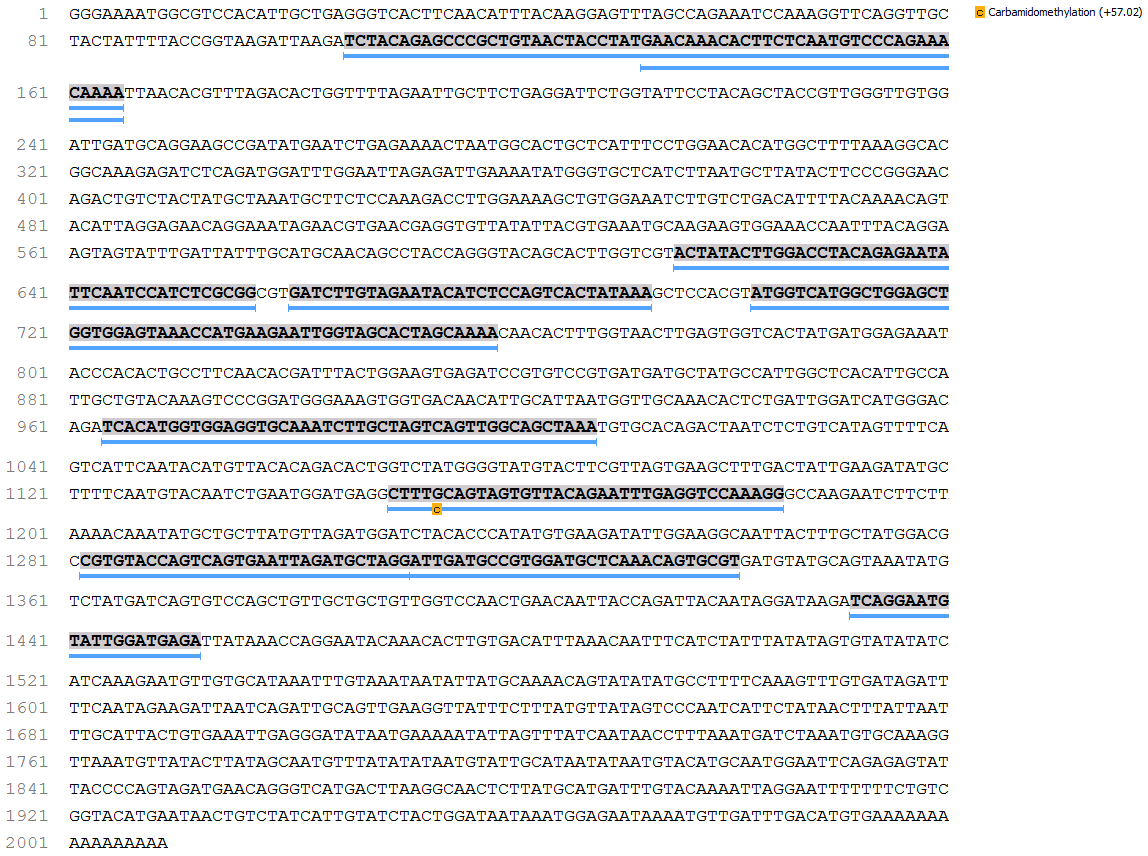 1 GGGAAAATGGCGTCCACATTGCTGAGGGTCACTTCAACATTTACAAGGAGTTTAGCCAGAAATCCAAAGGTTCAGGTTGC
c Carbamidomethylation (+57.02)
81 TACTATTTTACCGGTAAGATTAAGATCTACAGAGCCCGCTGTAACTACCTATGAACAAACACTTCTCAATGTCCCAGAAA
161 CAAAATTAACACGTTTAGACACTGGTTTTAGAATTGCTTCTGAGGATTCTGGTATTCCTACAGCTACCGTTGGGTTGTGG
241 ATTGATGCAGGAAGCCGATATGAATCTGAGAAAACTAATGGCACTGCTCATTTCCTGGAACACATGGCTTTTAAAGGCAC
321 GGCAAAGAGATCTCAGATGGATTTGGAATTAGAGATTGAAAATATGGGTGCTCATCTTAATGCTTATACTTCCCGGGAAC
401 AGACTGTCTACTATGCTAAATGCTTCTCCAAAGACCTTGGAAAAGCTGTGGAAATCTTGTCTGACATTTTACAAAACAGT
481 ACATTAGGAGAACAGGAAATAGAACGTGAACGAGGTGTTATATTACGTGAAATGCAAGAAGTGGAAACCAATTTACAGGA
561 AGTAGTATTTGATTATTTGCATGCAACAGCCTACCAGGGTACAGCACTTGGTCGTACTATACTTGGACCTACAGAGAATA
641 TTCAATCCATCTCGCGGCGTGATCTTGTAGAATACATCTCCAGTCACTATAAAGCTCCACGTATGGTCATGGCTGGAGCT
721 GGTGGAGTAAACCATGAAGAATTGGTAGCACTAGCAAAACAACACTTTGGTAACTTGAGTGGTCACTATGATGGAGAAAT
801 ACCCACACTGCCTTCAACACGATTTACTGGAAGTGAGATCCGTGTCCGTGATGATGCTATGCCATTGGCTCACATTGCCA
881 TTGCTGTACAAAGTCCCGGATGGGAAAGTGGTGACAACATTGCATTAATGGTTGCAAACACTCTGATTGGATCATGGGAC
961 AGATCACATGGTGGAGGTGCAAATCTTGCTAGTCAGTTGGCAGCTAAATGTGCACAGACTAATCTCTGTCATAGTTTTCA
1041 GTCATTCAATACATGTTACACAGACACTGGTCTATGGGGTATGTACTTCGTTAGTGAAGCTTTGACTATTGAAGATATGC
1121 TTTTCAATGTACAATCTGAATGGATGAGGCTTTGCAGTAGTGTTACAGAATTTGAGGTCCAAAGGGCCAAGAATCTTCTT
c
1201 AAAACAAATATGCTGCTTATGTTAGATGGATCTACACCCATATGTGAAGATATTGGAAGGCAATTACTTTGCTATGGACG
1281 CCGTGTACCAGTCAGTGAATTAGATGCTAGGATTGATGCCGTGGATGCTCAAACAGTGCGTGATGTATGCAGTAAATATG
1361 TCTATGATCAGTGTCCAGCTGTTGCTGCTGTTGGTCCAACTGAACAATTACCAGATTACAATAGGATAAGATCAGGAATG
1441 TATTGGATGAGATTATAAACCAGGAATACAAACACTTGTGACATTTAAACAATTTCATCTATTTATATAGTGTATATATC
1521 ATCAAAGAATGTTGTGCATAAATTTGTAAATAATATTATGCAAAACAGTATATATGCCTTTTCAAAGTTTGTGATAGATT
1601 TTCAATAGAAGATTAATCAGATTGCAGTTGAAGGTTATTTCTTTATGTTATAGTCCCAATCATTCTATAACTTTATTAAT
1681 TTGCATTACTGTGAAATTGAGGGATATAATGAAAAATATTAGTTTATCAATAACCTTTAAATGATCTAAATGTGCAAAGG
1761 TTAAATGTTATACTTATAGCAATGTTTATATATAATGTATTGCATAATATAATGTACATGCAATGGAATTCAGAGAGTAT
1841 TACCCCAGTAGATGAACAGGGTCATGACTTAAGGCAACTCTTATGCATGATTTGTACAAAATTAGGAATTTTTTTCTGTC
1921 GGTACATGAATAACTGTCTATCATTGTATCTACTGGATAATAAATGGAGAATAAAATGTTGATTTGACATGTGAAAAAAA
2001 AAAAAAAAA